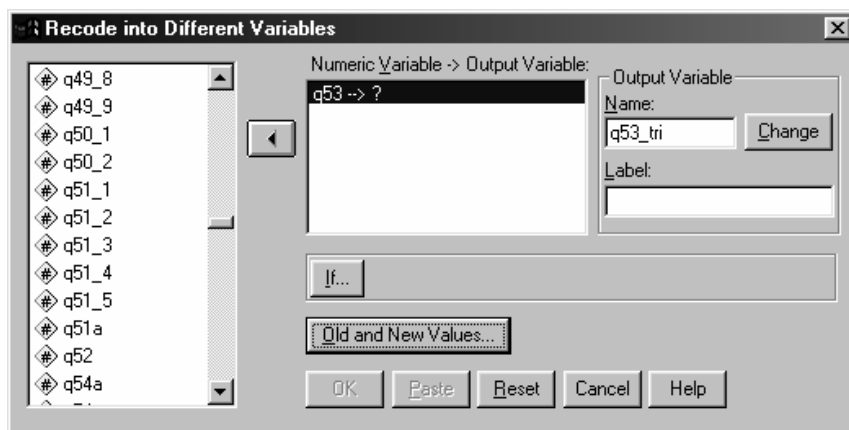 Recode into Different Variables
q49_8
q49_9
q50_1
q50_2
q51_1
q51_2
q51_3
q51_4
q51_5
q51a
q52
q54a
Numeric Variable -> Output Variable:
q53 --> ?
Output Variable
Name:
q53_tri
Change
Label:
If...
Old and New Values...
OK
Paste
Reset
Cancel
Help